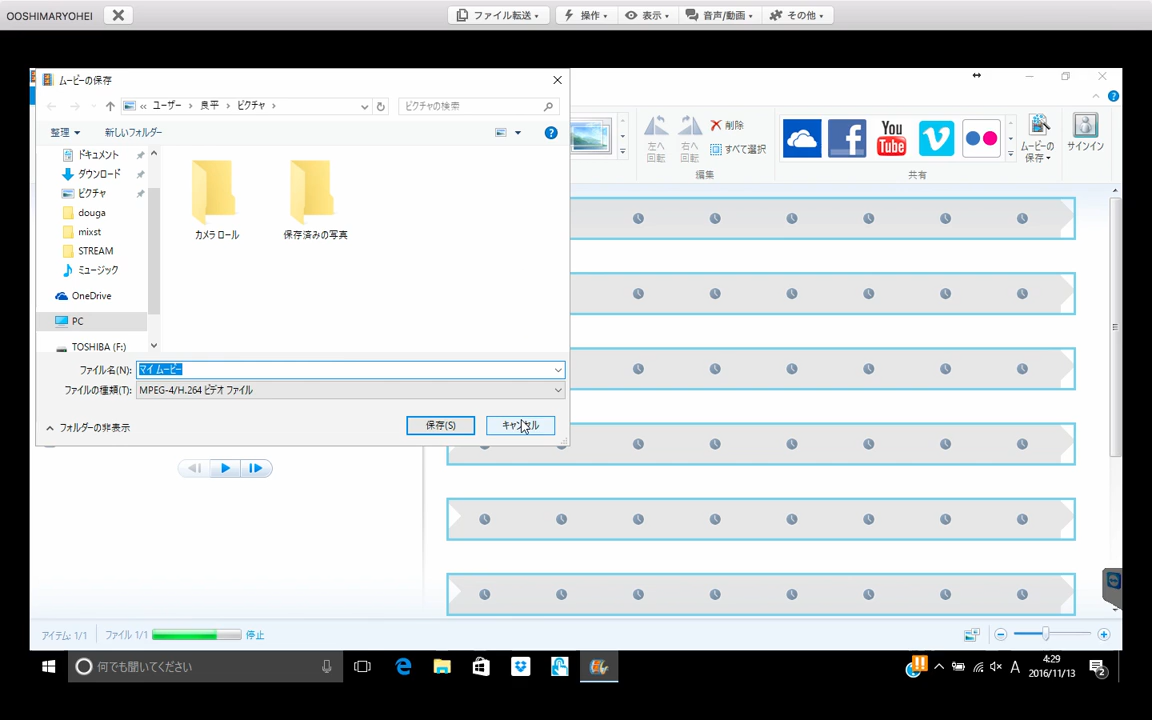 OOSHIMARYOHEI
ファイル転送 操作 表示 音声/動画 その他
ムービーの保存
« ユーザー › 良平 › ピクチャ ›
ピクチャの検索
整理 新しいフォルダー
ドキュメント
ダウンロード
ピクチャ
douga
mixst
STREAM
ミュージック
OneDrive
PC
TOSHIBA (F:)
カメラ ロール
保存済みの写真
ファイル名(N): マイ ムービー
ファイルの種類(T): MPEG-4/H.264 ビデオ ファイル
フォルダーの非表示
保存(S) キャンセル
左へ回転
右へ回転
削除
すべて選択
編集
You Tube
共有
ムービーの保存
サインイン
アイテム: 1/1 ファイル 1/1 停止
何でも聞いてください
A
4:29
2016/11/13
2